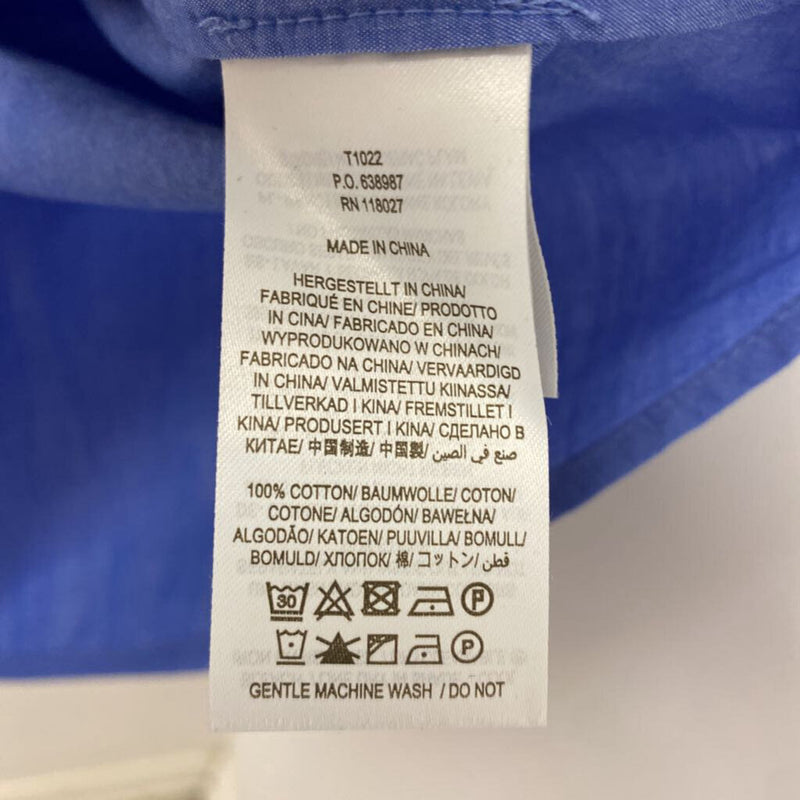 T1022
P.O. 638987
RN 118027
MADE IN CHINA
HERGESTELLT IN CHINA/
FABRIQUÉ EN CHINE/ PRODOTTO
IN CINA/ FABRICADO EN CHINA/
WYPRODUKOWANO W CHINACH/
FABRICADO NA CHINA/ VERVAARDIGD
IN CHINA/ VALMISTETTU KIINASSA/
TILLVERKAD I KINA/ FREMSTILLET I
KINA/ PRODUSERT I KINA/ СДЕЛАНО В
КИТАЕ/ 中国制造/ 中国製/ صنع في الصين
100% COTTON/ BAUMWOLLE/ COTON/
COTONE/ ALGODÓN/ BAWEŁNA/
ALGODÃO/ KATOEN/ PUUVILLA/ BOMULL/
BOMULD/ ХЛОПОК/ 棉/ コットン/ قطن
30 P
P
GENTLE MACHINE WASH / DO NOT